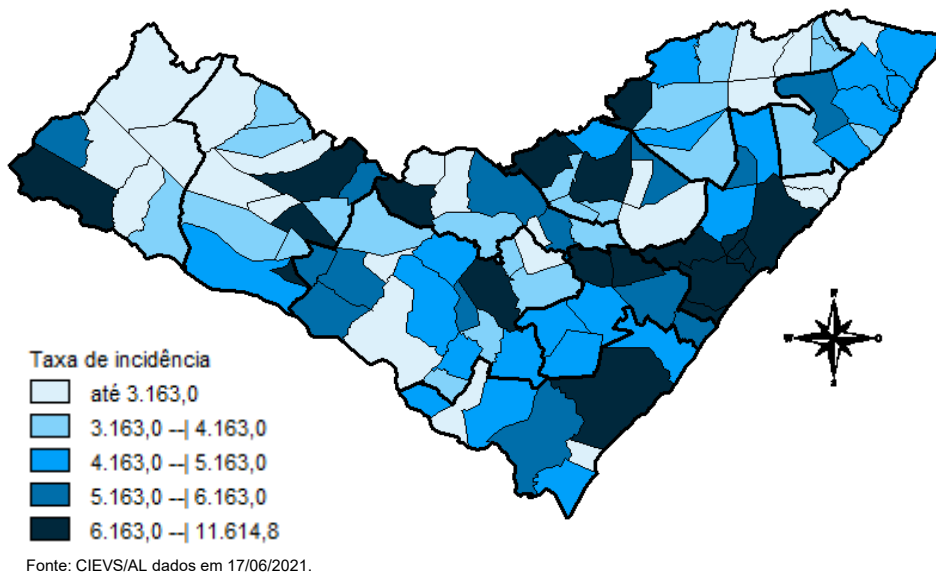 Taxa de incidência
até 3.163,0
3.163,0 --| 4.163,0
4.163,0 --| 5.163,0
5.163,0 --| 6.163,0
6.163,0 --| 11.614,8
Fonte: CIEVS/AL dados em 17/06/2021.